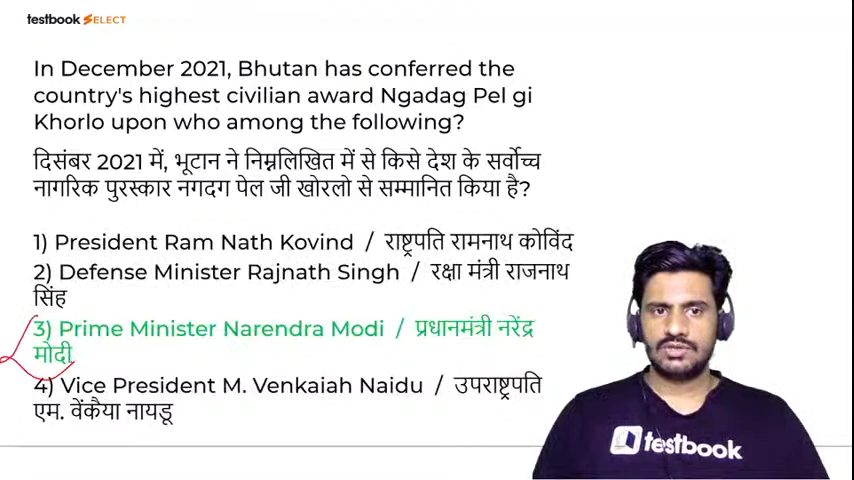 testbook SELECT
In December 2021, Bhutan has conferred the
country's highest civilian award Ngadag Pel gi
Khorlo upon who among the following?
दिसंबर 2021 में, भूटान ने निम्नलिखित में से किसे देश के सर्वोच्च
नागरिक पुरस्कार नगदग पेल जी खोरलो से सम्मानित किया है?
1) President Ram Nath Kovind / राष्ट्रपति रामनाथ कोविंद
2) Defense Minister Rajnath Singh / रक्षा मंत्री राजनाथ
सिंह
3) Prime Minister Narendra Modi / प्रधानमंत्री नरेंद्र
मोदी
4) Vice President M. Venkaiah Naidu / उपराष्ट्रपति
एम. वेंकैया नायडू
testbook